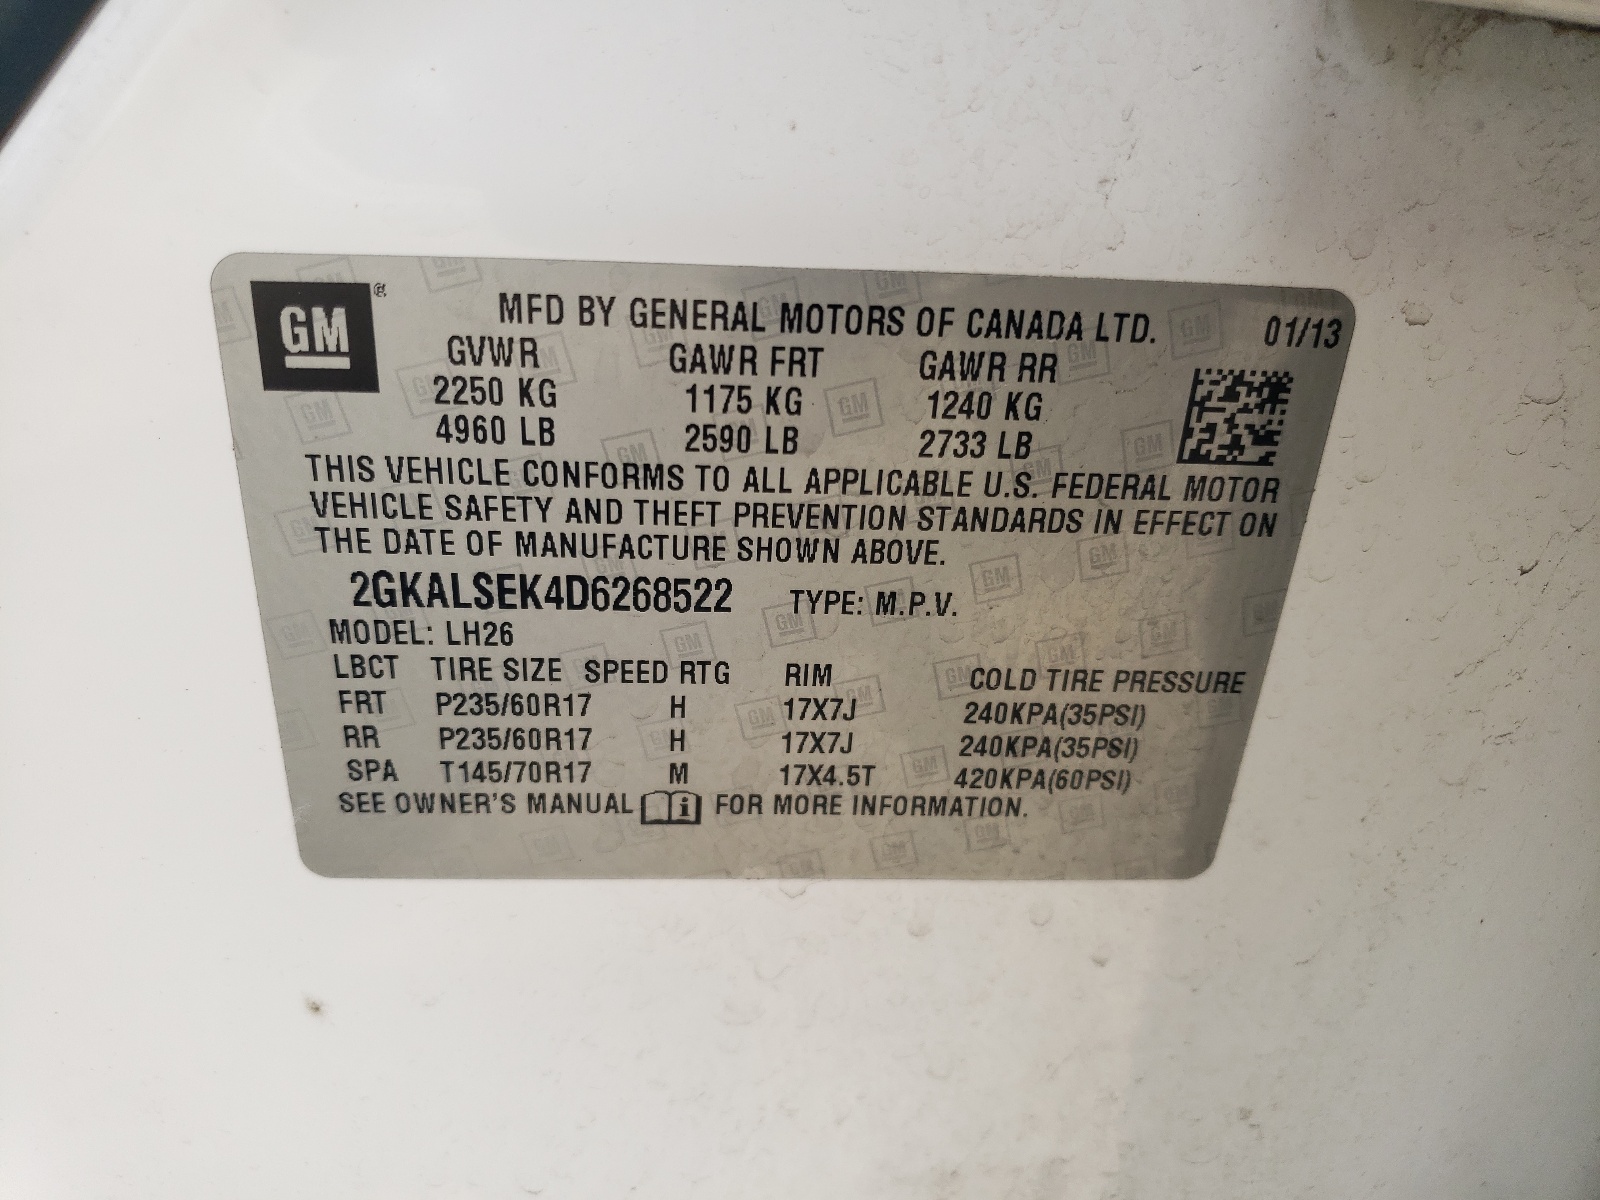 GM
MFD BY GENERAL MOTORS OF CANADA LTD. 01/13
GVWR GAWR FRT GAWR RR
2250 KG 1175 KG 1240 KG
4960 LB 2590 LB 2733 LB
THIS VEHICLE CONFORMS TO ALL APPLICABLE U.S. FEDERAL MOTOR
VEHICLE SAFETY AND THEFT PREVENTION STANDARDS IN EFFECT ON
THE DATE OF MANUFACTURE SHOWN ABOVE.
2GKALSEK4D6268522 TYPE: M.P.V.
MODEL: LH26
LBCT TIRE SIZE SPEED RTG RIM COLD TIRE PRESSURE
FRT P235/60R17 H 17X7J 240KPA(35PSI)
RR P235/60R17 H 17X7J 240KPA(35PSI)
SPA T145/70R17 M 17X4.5T 420KPA(60PSI)
SEE OWNER'S MANUAL i FOR MORE INFORMATION.